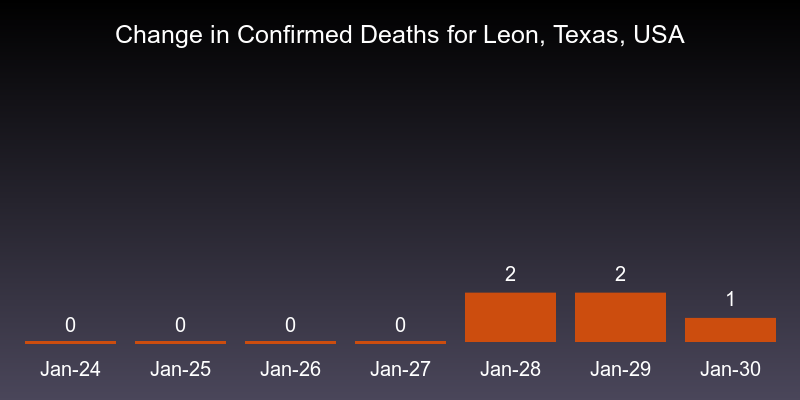 Change in Confirmed Deaths for Leon, Texas, USA
2 2
1
0 0 0 0
Jan-24 Jan-25 Jan-26 Jan-27 Jan-28 Jan-29 Jan-30